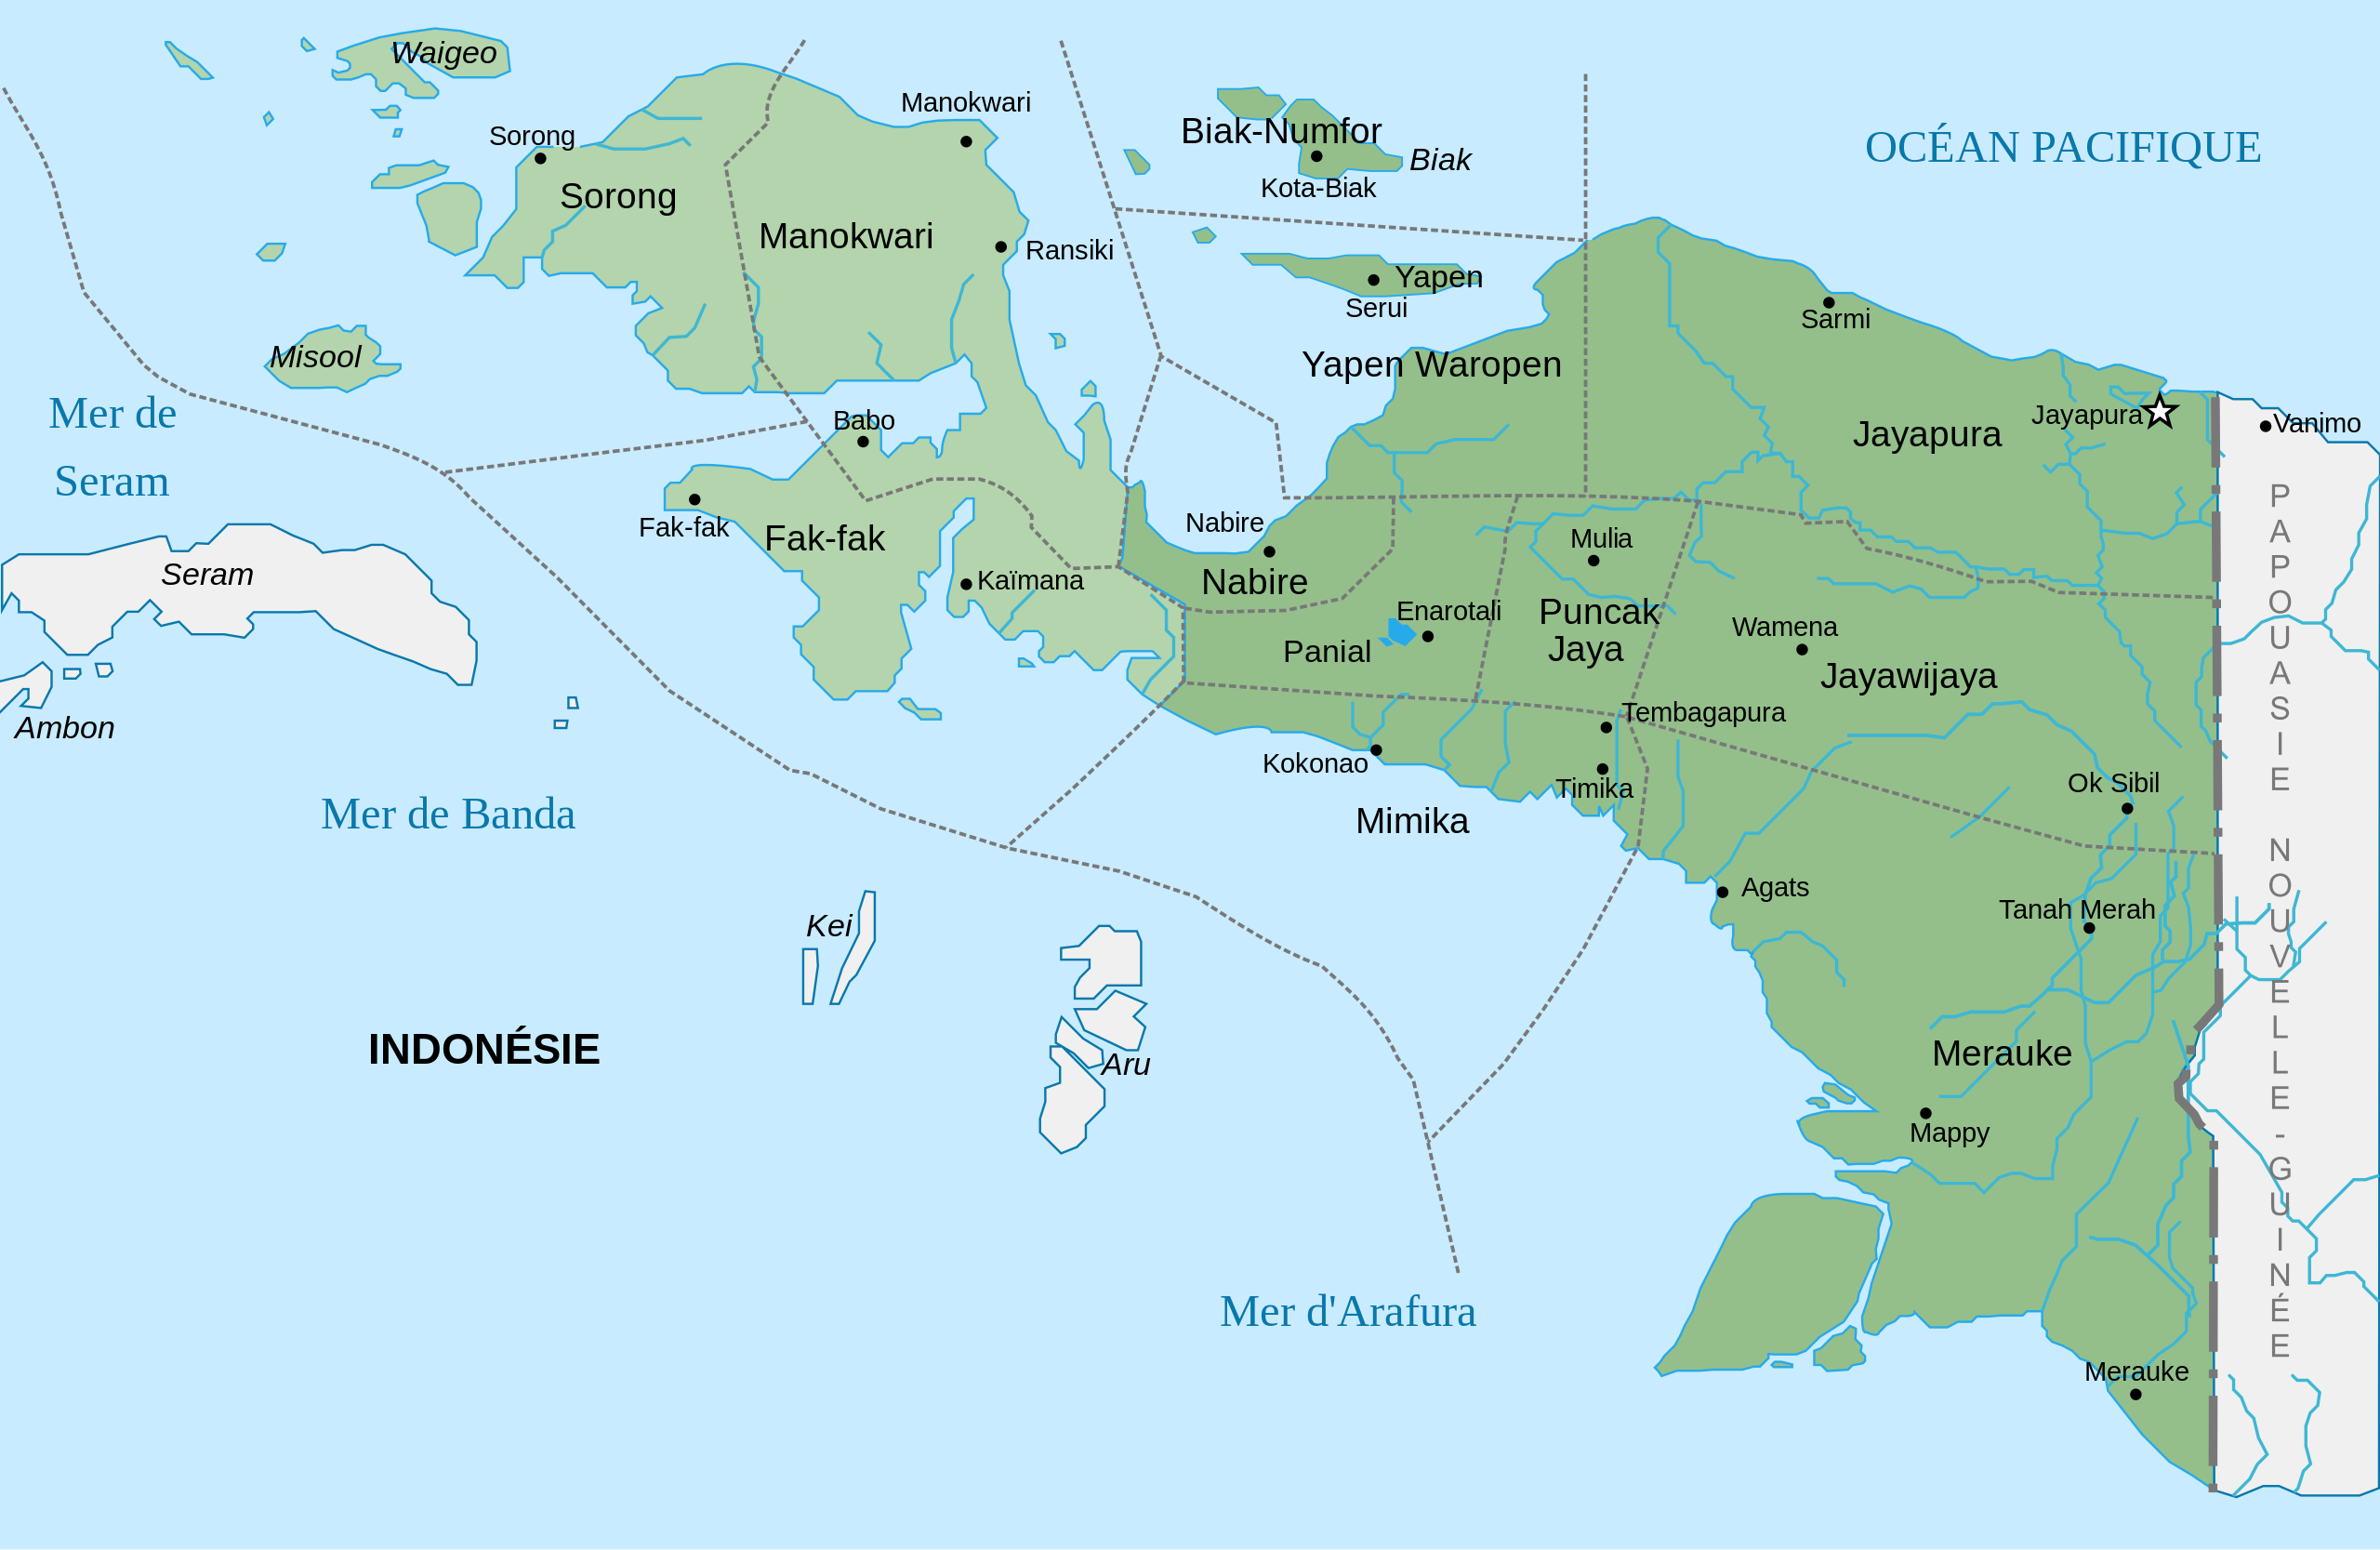 Waigeo
Manokwari
Sorong
Biak-Numfor
Biak
Kota-Biak
OCÉAN PACIFIQUE
Sorong
Manokwari
Ransiki
Yapen
Serui
Sarmi
Misool
Yapen Waropen
Mer de
Seram
Babo
Jayapura
Jayapura
Vanimo
Fak-fak
Fak-fak
Nabire
Mulia
Seram
Kaïmana
Nabire
Enarotali
Puncak
Jaya
Panial
Wamena
Jayawijaya
Ambon
Tembagapura
Kokonao
Timika
Ok Sibil
Mer de Banda
Mimika
Agats
Kei
Tanah Merah
INDONÉSIE
Aru
Merauke
Mappy
Mer d'Arafura
Merauke
PAPOUASIE NOUVELLE-GUINÉE